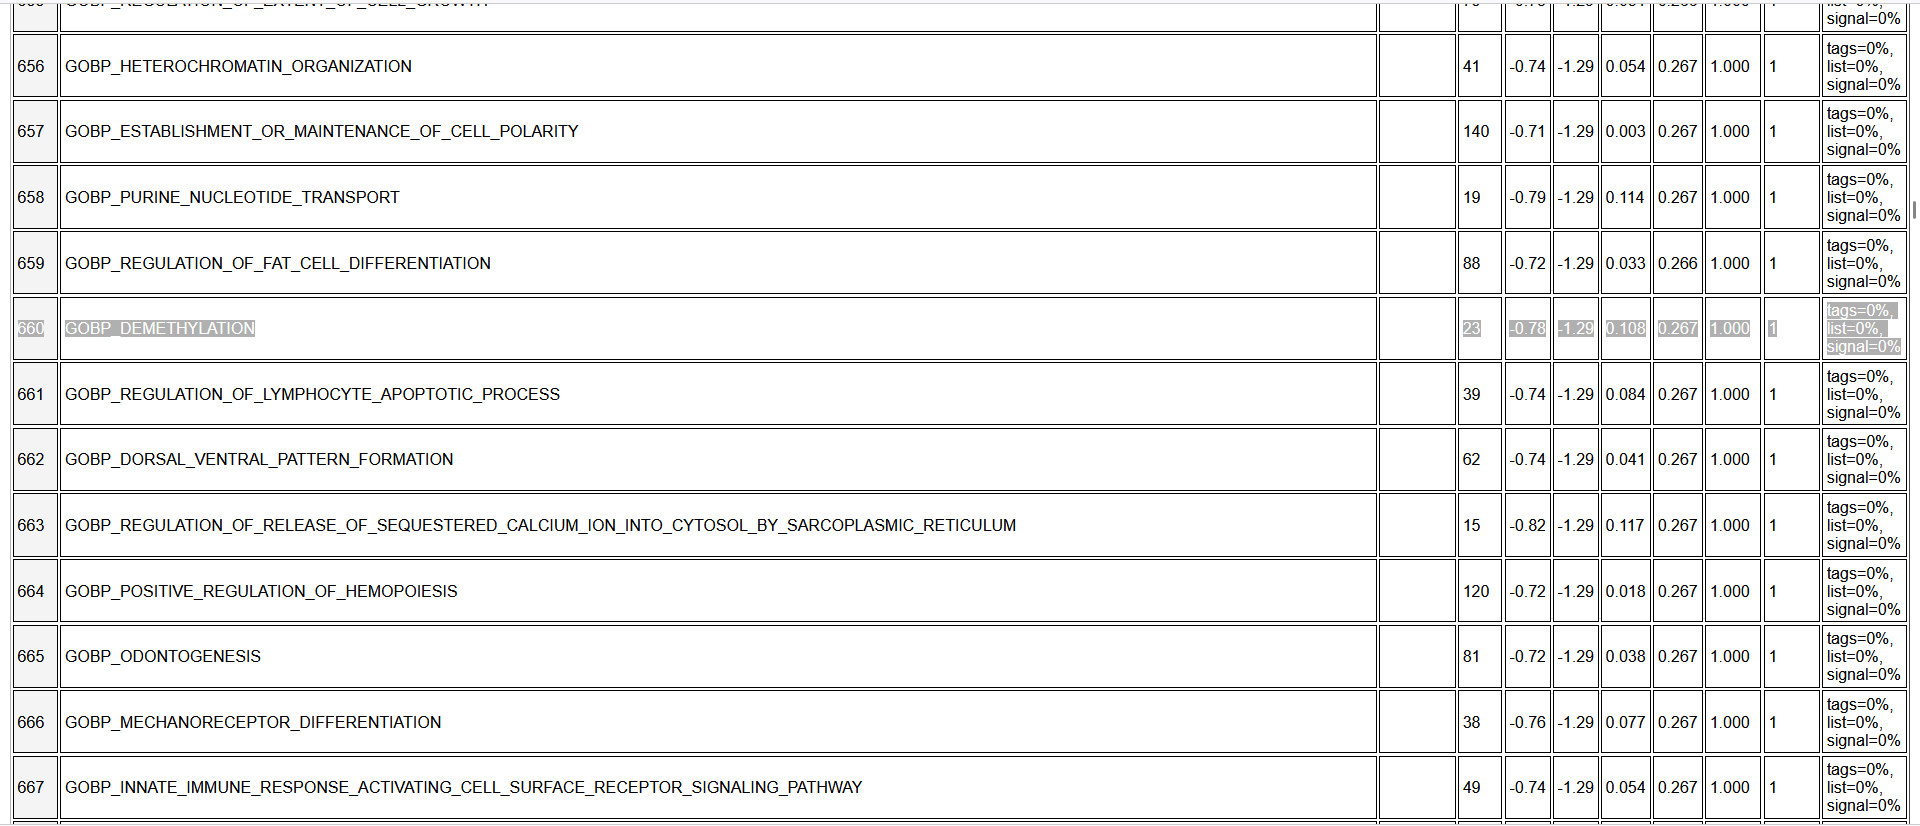 GOBP_REGULATION_OF_EXTENT_OF_CELL_GROWTH
signal=0%
656 GOBP_HETEROCHROMATIN_ORGANIZATION 41 -0.74 -1.29 0.054 0.267 1.000 1 tags=0%, list=0%, signal=0%
657 GOBP_ESTABLISHMENT_OR_MAINTENANCE_OF_CELL_POLARITY 140 -0.71 -1.29 0.003 0.267 1.000 1 tags=0%, list=0%, signal=0%
658 GOBP_PURINE_NUCLEOTIDE_TRANSPORT 19 -0.79 -1.29 0.114 0.267 1.000 1 tags=0%, list=0%, signal=0%
659 GOBP_REGULATION_OF_FAT_CELL_DIFFERENTIATION 88 -0.72 -1.29 0.033 0.266 1.000 1 tags=0%, list=0%, signal=0%
660 GOBP_DEMETHYLATION 23 -0.78 -1.29 0.108 0.267 1.000 1 tags=0%, list=0%, signal=0%
661 GOBP_REGULATION_OF_LYMPHOCYTE_APOPTOTIC_PROCESS 39 -0.74 -1.29 0.084 0.267 1.000 1 tags=0%, list=0%, signal=0%
662 GOBP_DORSAL_VENTRAL_PATTERN_FORMATION 62 -0.74 -1.29 0.041 0.267 1.000 1 tags=0%, list=0%, signal=0%
663 GOBP_REGULATION_OF_RELEASE_OF_SEQUESTERED_CALCIUM_ION_INTO_CYTOSOL_BY_SARCOPLASMIC_RETICULUM 15 -0.82 -1.29 0.117 0.267 1.000 1 tags=0%, list=0%, signal=0%
664 GOBP_POSITIVE_REGULATION_OF_HEMOPOIESIS 120 -0.72 -1.29 0.018 0.267 1.000 1 tags=0%, list=0%, signal=0%
665 GOBP_ODONTOGENESIS 81 -0.72 -1.29 0.038 0.267 1.000 1 tags=0%, list=0%, signal=0%
666 GOBP_MECHANORECEPTOR_DIFFERENTIATION 38 -0.76 -1.29 0.077 0.267 1.000 1 tags=0%, list=0%, signal=0%
667 GOBP_INNATE_IMMUNE_RESPONSE_ACTIVATING_CELL_SURFACE_RECEPTOR_SIGNALING_PATHWAY 49 -0.74 -1.29 0.054 0.267 1.000 1 tags=0%, list=0%, signal=0%